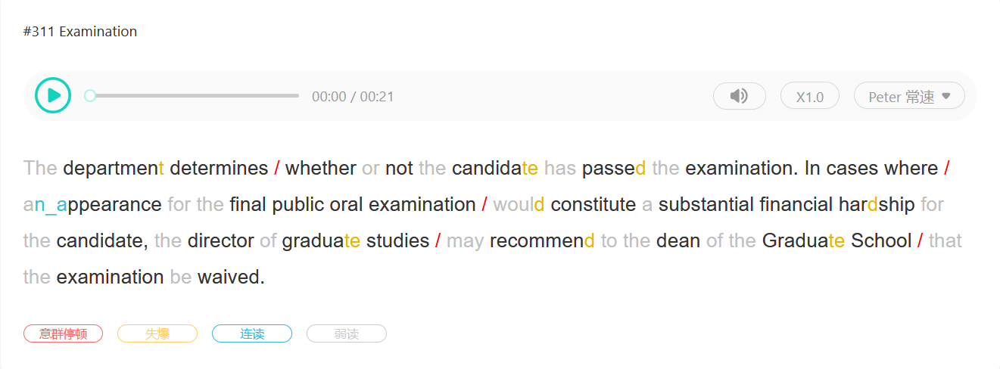 #311 Examination
00:00 / 00:21 X1.0 Peter 常速
The department determines / whether or not the candidate has passed the examination. In cases where /
an_appearance for the final public oral examination / would constitute a substantial financial hardship for
the candidate, the director of graduate studies / may recommend to the dean of the Graduate School / that
the examination be waived.
意群停顿 失爆 连读 弱读